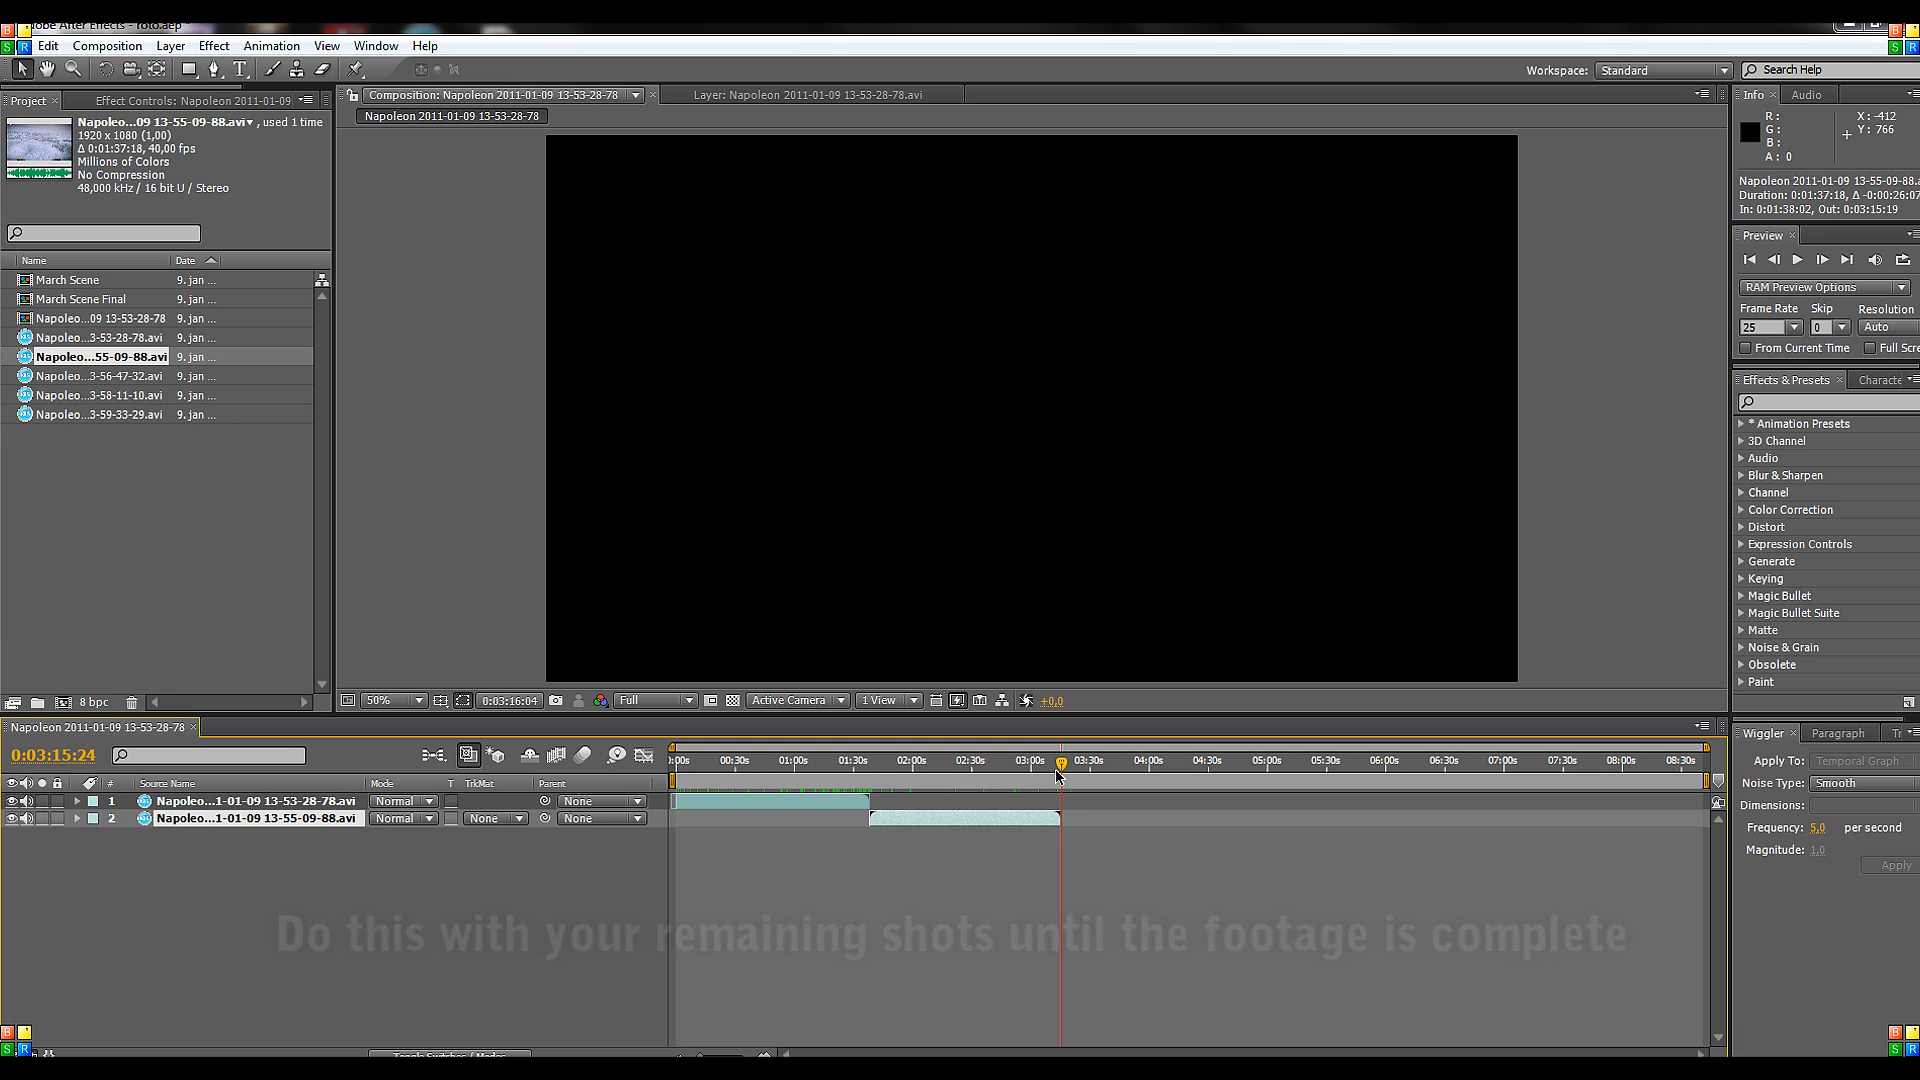 Adobe After Effects - roto.aep
Edit Composition Layer Effect Animation View Window Help
Workspace: Standard Search Help
Project Effect Controls: Napoleon 2011-01-09
Napoleo...09 13-55-09-88.avi , used 1 time
1920 x 1080 (1,00)
Δ 0:01:37:18, 40,00 fps
Millions of Colors
No Compression
48,000 kHz / 16 bit U / Stereo
Name Date
March Scene 9. jan ...
March Scene Final 9. jan ...
Napoleo...09 13-53-28-78 9. jan ...
Napoleo...3-53-28-78.avi 9. jan ...
Napoleo...55-09-88.avi 9. jan ...
Napoleo...3-56-47-32.avi 9. jan ...
Napoleo...3-58-11-10.avi 9. jan ...
Napoleo...3-59-33-29.avi 9. jan ...
8 bpc
Composition: Napoleon 2011-01-09 13-53-28-78 Layer: Napoleon 2011-01-09 13-53-28-78.avi
Napoleon 2011-01-09 13-53-28-78
50% 0:03:16:04 Full Active Camera 1 View +0,0
Info Audio
R : X : -412
G : Y : 766
B :
A : 0
Napoleon 2011-01-09 13-55-09-88.a
Duration: 0:01:37:18, Δ -0:00:26:07
In: 0:01:38:02, Out: 0:03:15:19
Preview
RAM Preview Options
Frame Rate Skip Resolution
25 0 Auto
From Current Time Full Scre
Effects & Presets Characte
* Animation Presets
3D Channel
Audio
Blur & Sharpen
Channel
Color Correction
Distort
Expression Controls
Generate
Keying
Magic Bullet
Magic Bullet Suite
Matte
Noise & Grain
Obsolete
Paint
Napoleon 2011-01-09 13-53-28-78
0:03:15:24
):00s 00:30s 01:00s 01:30s 02:00s 02:30s 03:00s 03:30s 04:00s 04:30s 05:00s 05:30s 06:00s 06:30s 07:00s 07:30s 08:00s 08:30s
# Source Name Mode T TrkMat Parent
1 Napoleo...1-01-09 13-53-28-78.avi Normal None
2 Napoleo...1-01-09 13-55-09-88.avi Normal None None
Do this with your remaining shots until the footage is complete
Toggle Switches / Modes
Wiggler Paragraph Tr
Apply To: Temporal Graph
Noise Type: Smooth
Dimensions:
Frequency: 5,0 per second
Magnitude: 1,0
Apply
B
S R
B
S R
B
S R
B
S R